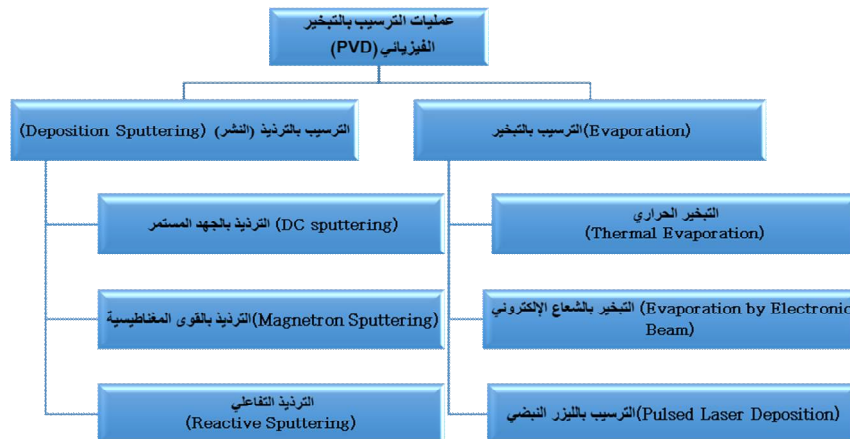 عمليات الترسيب بالتبخير
الفيزيائي (PVD)
الترسيب بالتبخير(Evaporation)
الترسيب بالترذيذ (النشر) (Deposition Sputtering)
التبخير الحراري
(Thermal Evaporation)
التبخير بالشعاع الإلكتروني (Evaporation by Electronic
Beam)
الترسيب بالليزر النبضي(Pulsed Laser Deposition)
الترذيذ بالجهد المستمر (DC sputtering)
الترذيذ بالقوى المغناطيسية(Magnetron Sputtering)
الترذيذ التفاعلي
(Reactive Sputtering)